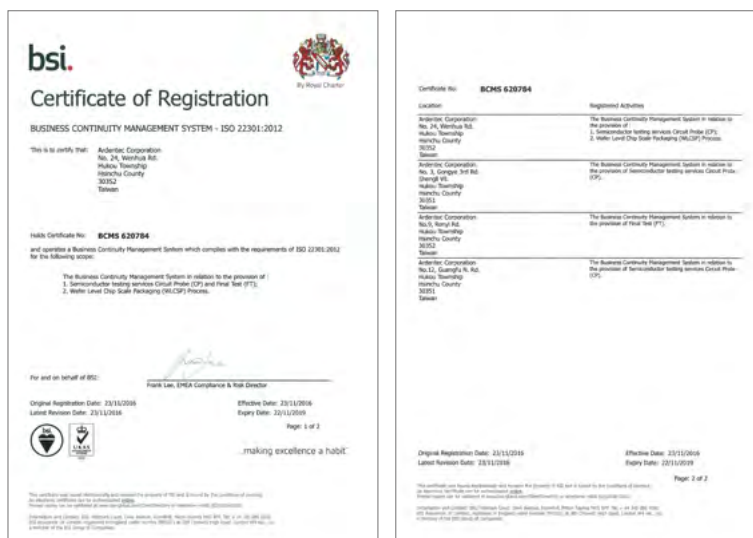 bsi.
By Royal Charter
Certificate of Registration
BUSINESS CONTINUITY MANAGEMENT SYSTEM - ISO 22301:2012
This is to certify that:
Ardentec Corporation
No. 24, Wenhua Rd.
Hukou Township
Hsinchu County
30352
Taiwan
Holds Certificate No:
BCMS 620784
and operates a Business Continuity Management System which complies with the requirements of ISO 22301:2012
for the following scope:
The Business Continuity Management System in relation to the provision of :
1. Semiconductor testing services Circuit Probe (CP) and Final Test (FT);
2. Wafer Level Chip Scale Packaging (WLCSP) Process.
For and on behalf of BSI:
Frank Lee, EMEA Compliance & Risk Director
Original Registration Date: 23/11/2016
Effective Date: 23/11/2016
Latest Revision Date: 23/11/2016
Expiry Date: 22/11/2019
Page: 1 of 2
bsi.
UKAS
...making excellence a habit
Certificate No:
BCMS 620784
Location
Registered Activities
Ardentec Corporation
No. 24, Wenhua Rd.
Hukou Township
Hsinchu County
30352
Taiwan
The Business Continuity Management System in relation to
the provision of :
1. Semiconductor testing services Circuit Probe (CP);
2. Wafer Level Chip Scale Packaging (WLCSP) Process.
Ardentec Corporation
No. 3, Gongye 3rd Rd.
Shengli Vil.
Hukou Township
Hsinchu County
30351
Taiwan
The Business Continuity Management System in relation to
the provision of Semiconductor testing services Circuit Probe
(CP).
Ardentec Corporation
No.9, Renyi Rd.
Hukou Township
Hsinchu County
30352
Taiwan
The Business Continuity Management System in relation to
the provision of Final Test (FT).
Ardentec Corporation
No.12, Guangfu N. Rd.
Hukou Township
Hsinchu County
30351
Taiwan
The Business Continuity Management System in relation to
the provision of Semiconductor testing services Circuit Probe
(CP).
Original Registration Date: 23/11/2016
Effective Date: 23/11/2016
Latest Revision Date: 23/11/2016
Expiry Date: 22/11/2019
Page: 2 of 2